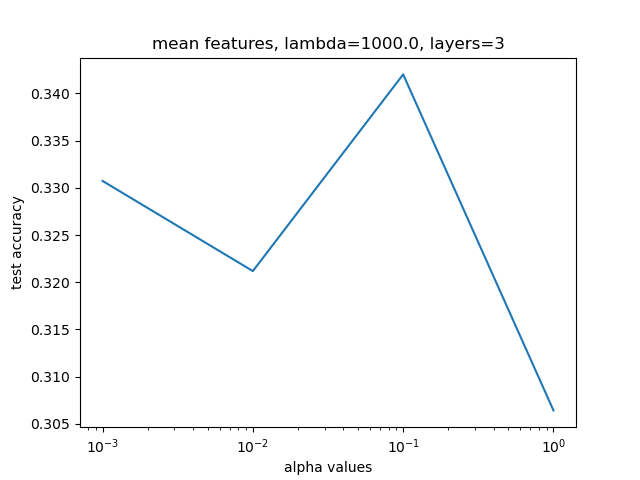 mean features, lambda=1000.0, layers=3
test accuracy
0.340
0.335
0.330
0.325
0.320
0.315
0.310
0.305
10⁻³ 10⁻² 10⁻¹ 10⁰
alpha values